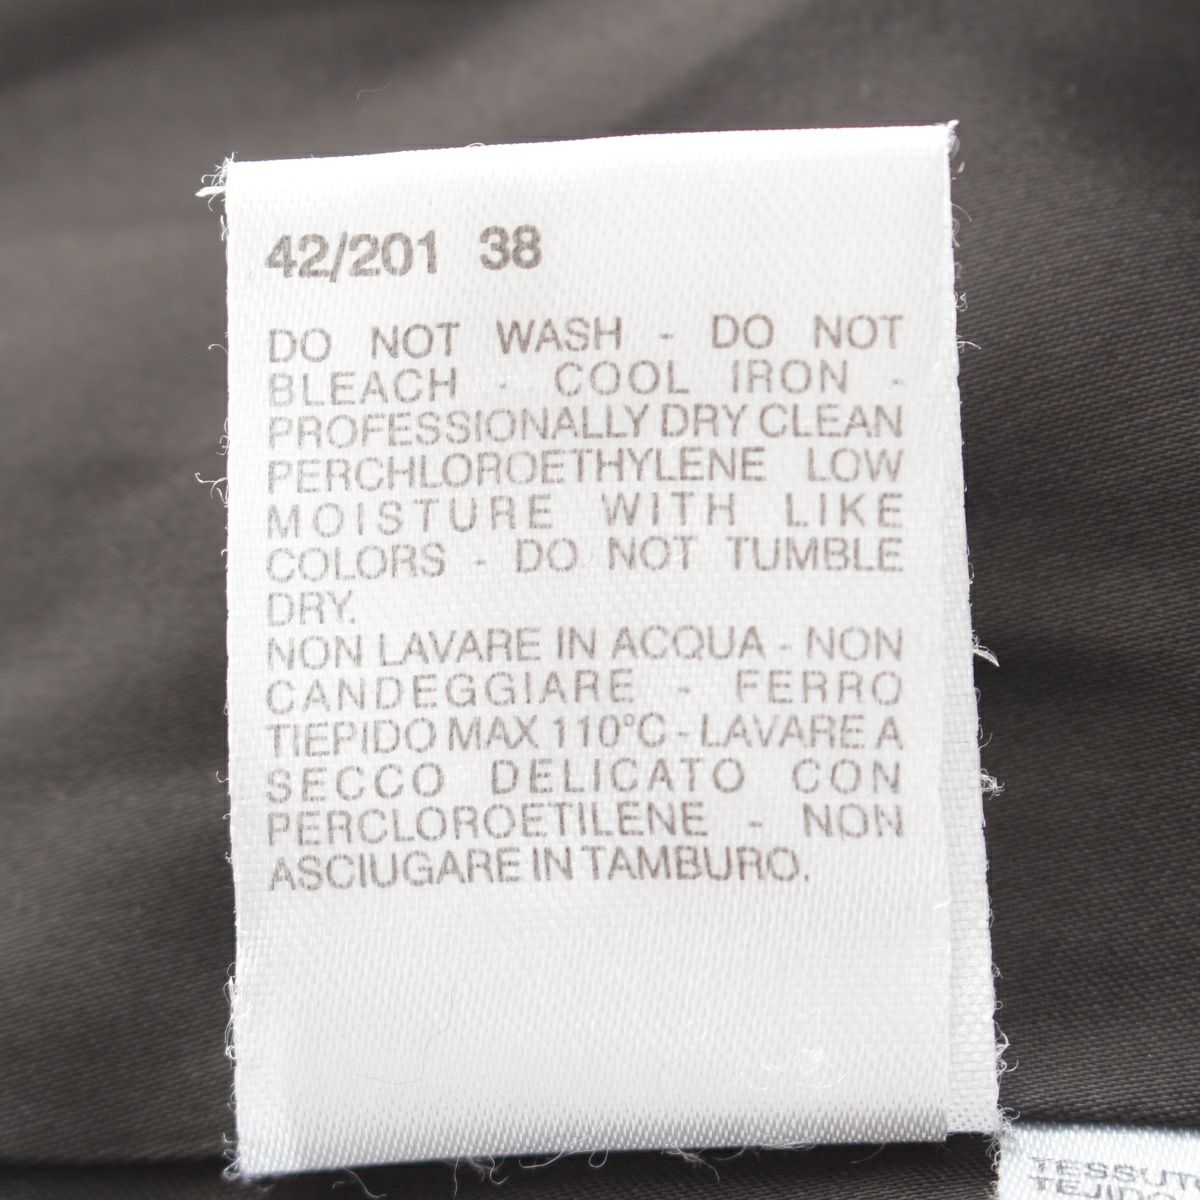 42/201 38
DO NOT WASH - DO NOT
BLEACH - COOL IRON -
PROFESSIONALLY DRY CLEAN
PERCHLOROETHYLENE LOW
MOISTURE WITH LIKE
COLORS - DO NOT TUMBLE
DRY.
NON LAVARE IN ACQUA - NON
CANDEGGIARE - FERRO
TIEPIDO MAX 110°C - LAVARE A
SECCO DELICATO CON
PERCLOROETILENE - NON
ASCIUGARE IN TAMBURO.